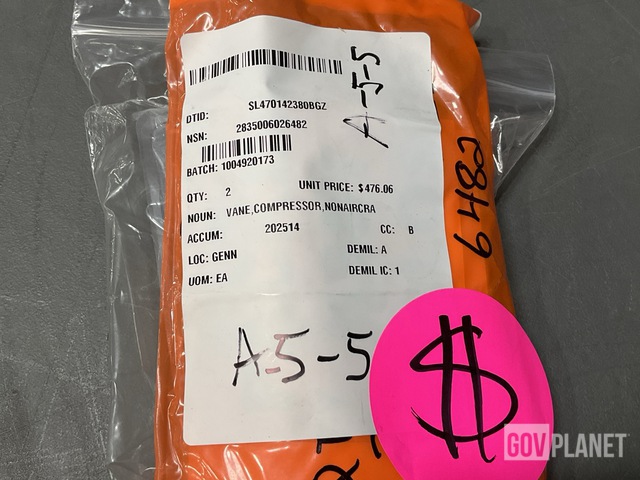 DTID: SL470142380BGZ
NSN: 2835006026482
BATCH: 1004920173
QTY: 2 UNIT PRICE: $476.06
NOUN: VANE,COMPRESSOR,NONAIRCRA
ACCUM: 202514 CC: B
LOC: GENN DEMIL: A
UOM: EA DEMIL IC: 1
A-5-5
A-5-5
6482
$
GOVPLANET